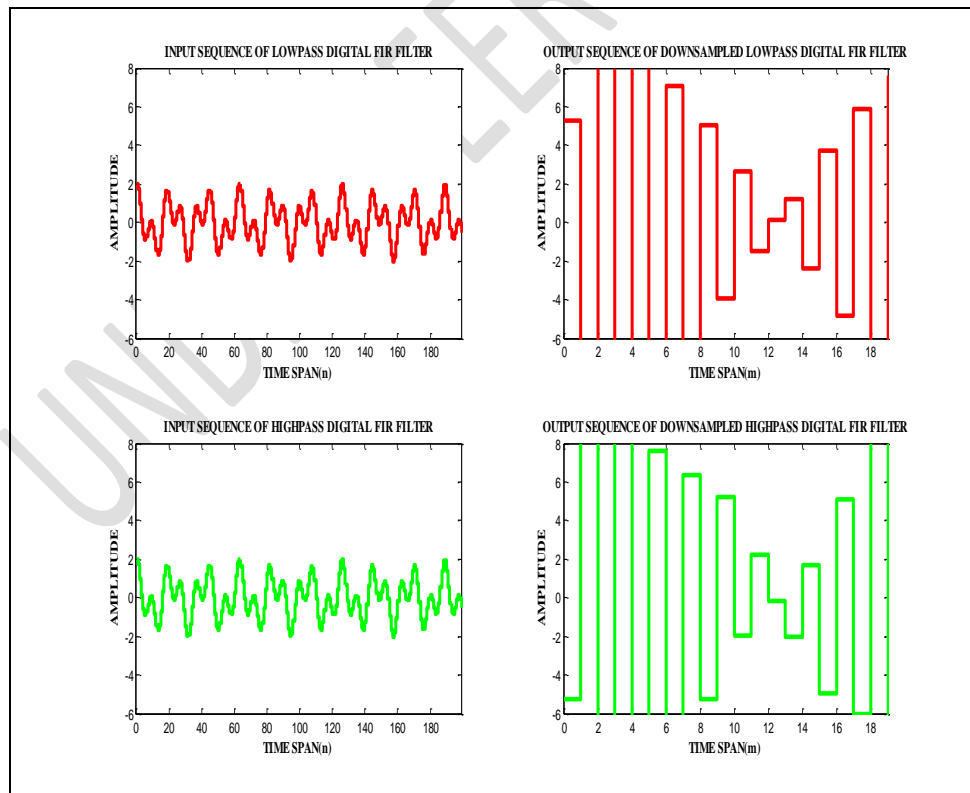 INPUT SEQUENCE OF LOWPASS DIGITAL FIR FILTER
8
6
4
2
0
-2
-4
-6
AMPLITUDE
0 20 40 60 80 100 120 140 160 180
TIME SPAN(n)
OUTPUT SEQUENCE OF DOWNSAMPLED LOWPASS DIGITAL FIR FILTER
8
6
4
2
0
-2
-4
-6
AMPLITUDE
0 2 4 6 8 10 12 14 16 18
TIME SPAN(m)
INPUT SEQUENCE OF HIGHPASS DIGITAL FIR FILTER
8
6
4
2
0
-2
-4
-6
AMPLITUDE
0 20 40 60 80 100 120 140 160 180
TIME SPAN(n)
OUTPUT SEQUENCE OF DOWNSAMPLED HIGHPASS DIGITAL FIR FILTER
8
6
4
2
0
-2
-4
-6
AMPLITUDE
0 2 4 6 8 10 12 14 16 18
TIME SPAN(m)